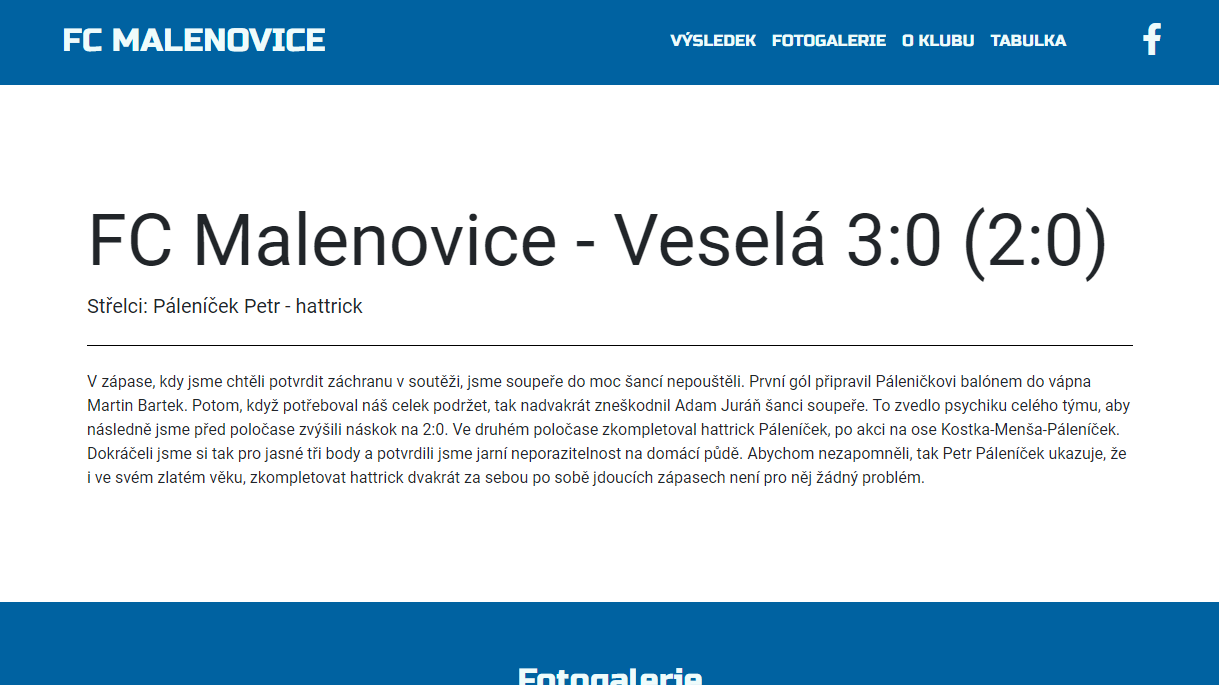 FC MALENOVICE
VÝSLEDEK FOTOGALERIE O KLUBU TABULKA
FC Malenovice - Veselá 3:0 (2:0)
Střelci: Páleníček Petr - hattrick
V zápase, kdy jsme chtěli potvrdit záchranu v soutěži, jsme soupeře do moc šancí nepouštěli. První gól připravil Páleničkovi balónem do vápna
Martin Bartek. Potom, když potřeboval náš celek podržet, tak nadvakrát zneškodnil Adam Juráň šanci soupeře. To zvedlo psychiku celého týmu, aby
následně jsme před poločase zvýšili náskok na 2:0. Ve druhém poločase zkompletoval hattrick Páleníček, po akci na ose Kostka-Menša-Páleníček.
Dokráčeli jsme si tak pro jasné tři body a potvrdili jsme jarní neporazitelnost na domácí půdě. Abychom nezapomněli, tak Petr Páleníček ukazuje, že
i ve svém zlatém věku, zkompletovat hattrick dvakrát za sebou po sobě jdoucích zápasech není pro něj žádný problém.
Fotogalerie